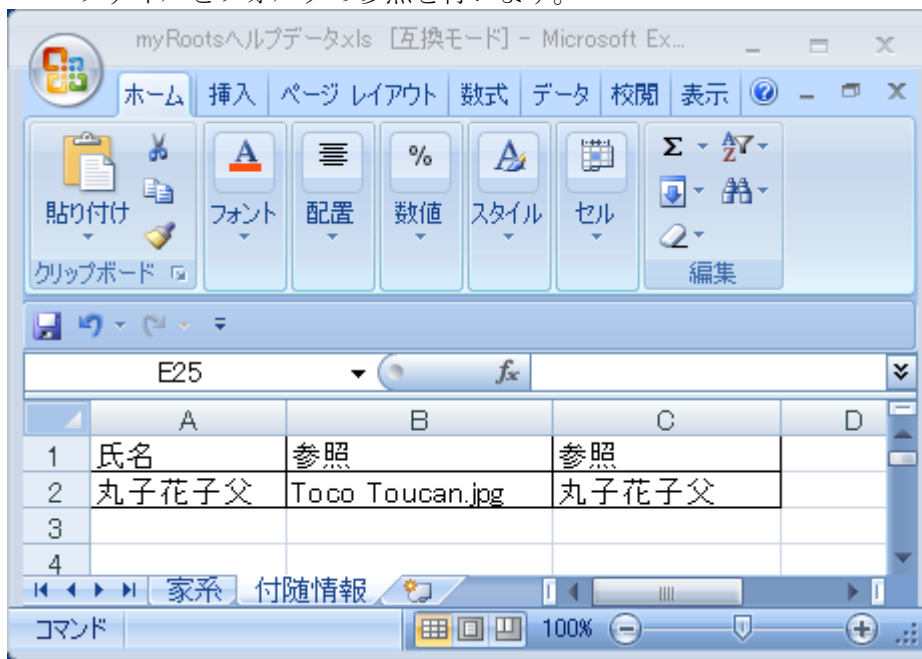 myRootsヘルプデータxls [互換モード] - Microsoft Ex...
ホーム 挿入 ページ レイアウト 数式 データ 校閲 表示
貼り付け フォント 配置 数値 スタイル セル
クリップボード 編集
E25 fx
A B C D
1 氏名 参照 参照
2 丸子花子父 Toco Toucan.jpg 丸子花子父
3
4
家系 付随情報
コマンド 100%